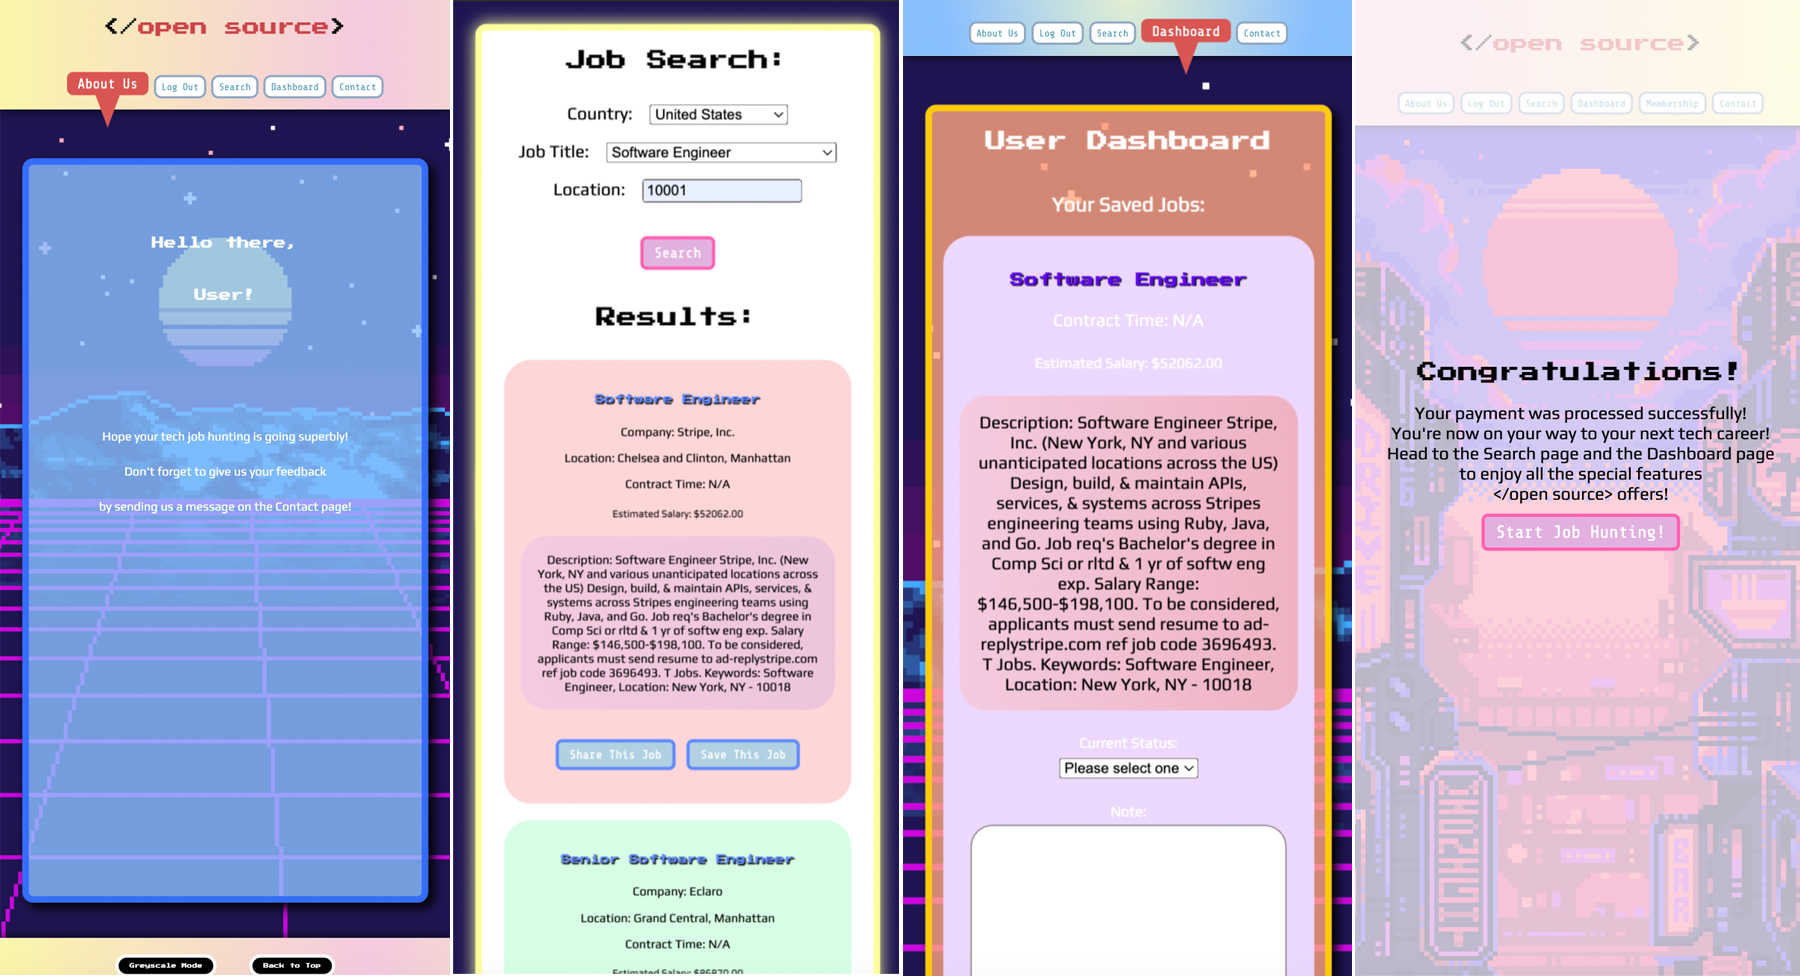 </open source>
About Us
Log Out
Search
Dashboard
Contact
Hello there,
User!
Hope your tech job hunting is going superbly!
Don't forget to give us your feedback
by sending us a message on the Contact page!
Greyscale Mode
Back to Top
Job Search:
Country: United States
Job Title: Software Engineer
Location: 10001
Search
Results:
Software Engineer
Company: Stripe, Inc.
Location: Chelsea and Clinton, Manhattan
Contract Time: N/A
Estimated Salary: $52062.00
Description: Software Engineer Stripe, Inc. (New
York, NY and various unanticipated locations across
the US) Design, build, & maintain APIs, services, &
systems across Stripes engineering teams using
Ruby, Java, and Go. Job req's Bachelor's degree in
Comp Sci or rltd & 1 yr of softw eng exp. Salary
Range: $146,500-$198,100. To be considered,
applicants must send resume to ad-replystripe.com
ref job code 3696493. T Jobs. Keywords: Software
Engineer, Location: New York, NY - 10018
Share This Job
Save This Job
Senior Software Engineer
Company: Eclaro
Location: Grand Central, Manhattan
Contract Time: N/A
Estimated Salary: $86870.00
About Us
Log Out
Search
Dashboard
Contact
User Dashboard
Your Saved Jobs:
Software Engineer
Contract Time: N/A
Estimated Salary: $52062.00
Description: Software Engineer Stripe,
Inc. (New York, NY and various
unanticipated locations across the US)
Design, build, & maintain APIs,
services, & systems across Stripes
engineering teams using Ruby, Java,
and Go. Job req's Bachelor's degree in
Comp Sci or rltd & 1 yr of softw eng
exp. Salary Range:
$146,500-$198,100. To be considered,
applicants must send resume to ad-
replystripe.com ref job code 3696493.
T Jobs. Keywords: Software Engineer,
Location: New York, NY - 10018
Current Status:
Please select one
Note:
</open source>
About Us
Log Out
Search
Dashboard
Membership
Contact
Congratulations!
Your payment was processed successfully!
You're now on your way to your next tech career!
Head to the Search page and the Dashboard page
to enjoy all the special features
</open source> offers!
Start Job Hunting!
BAR